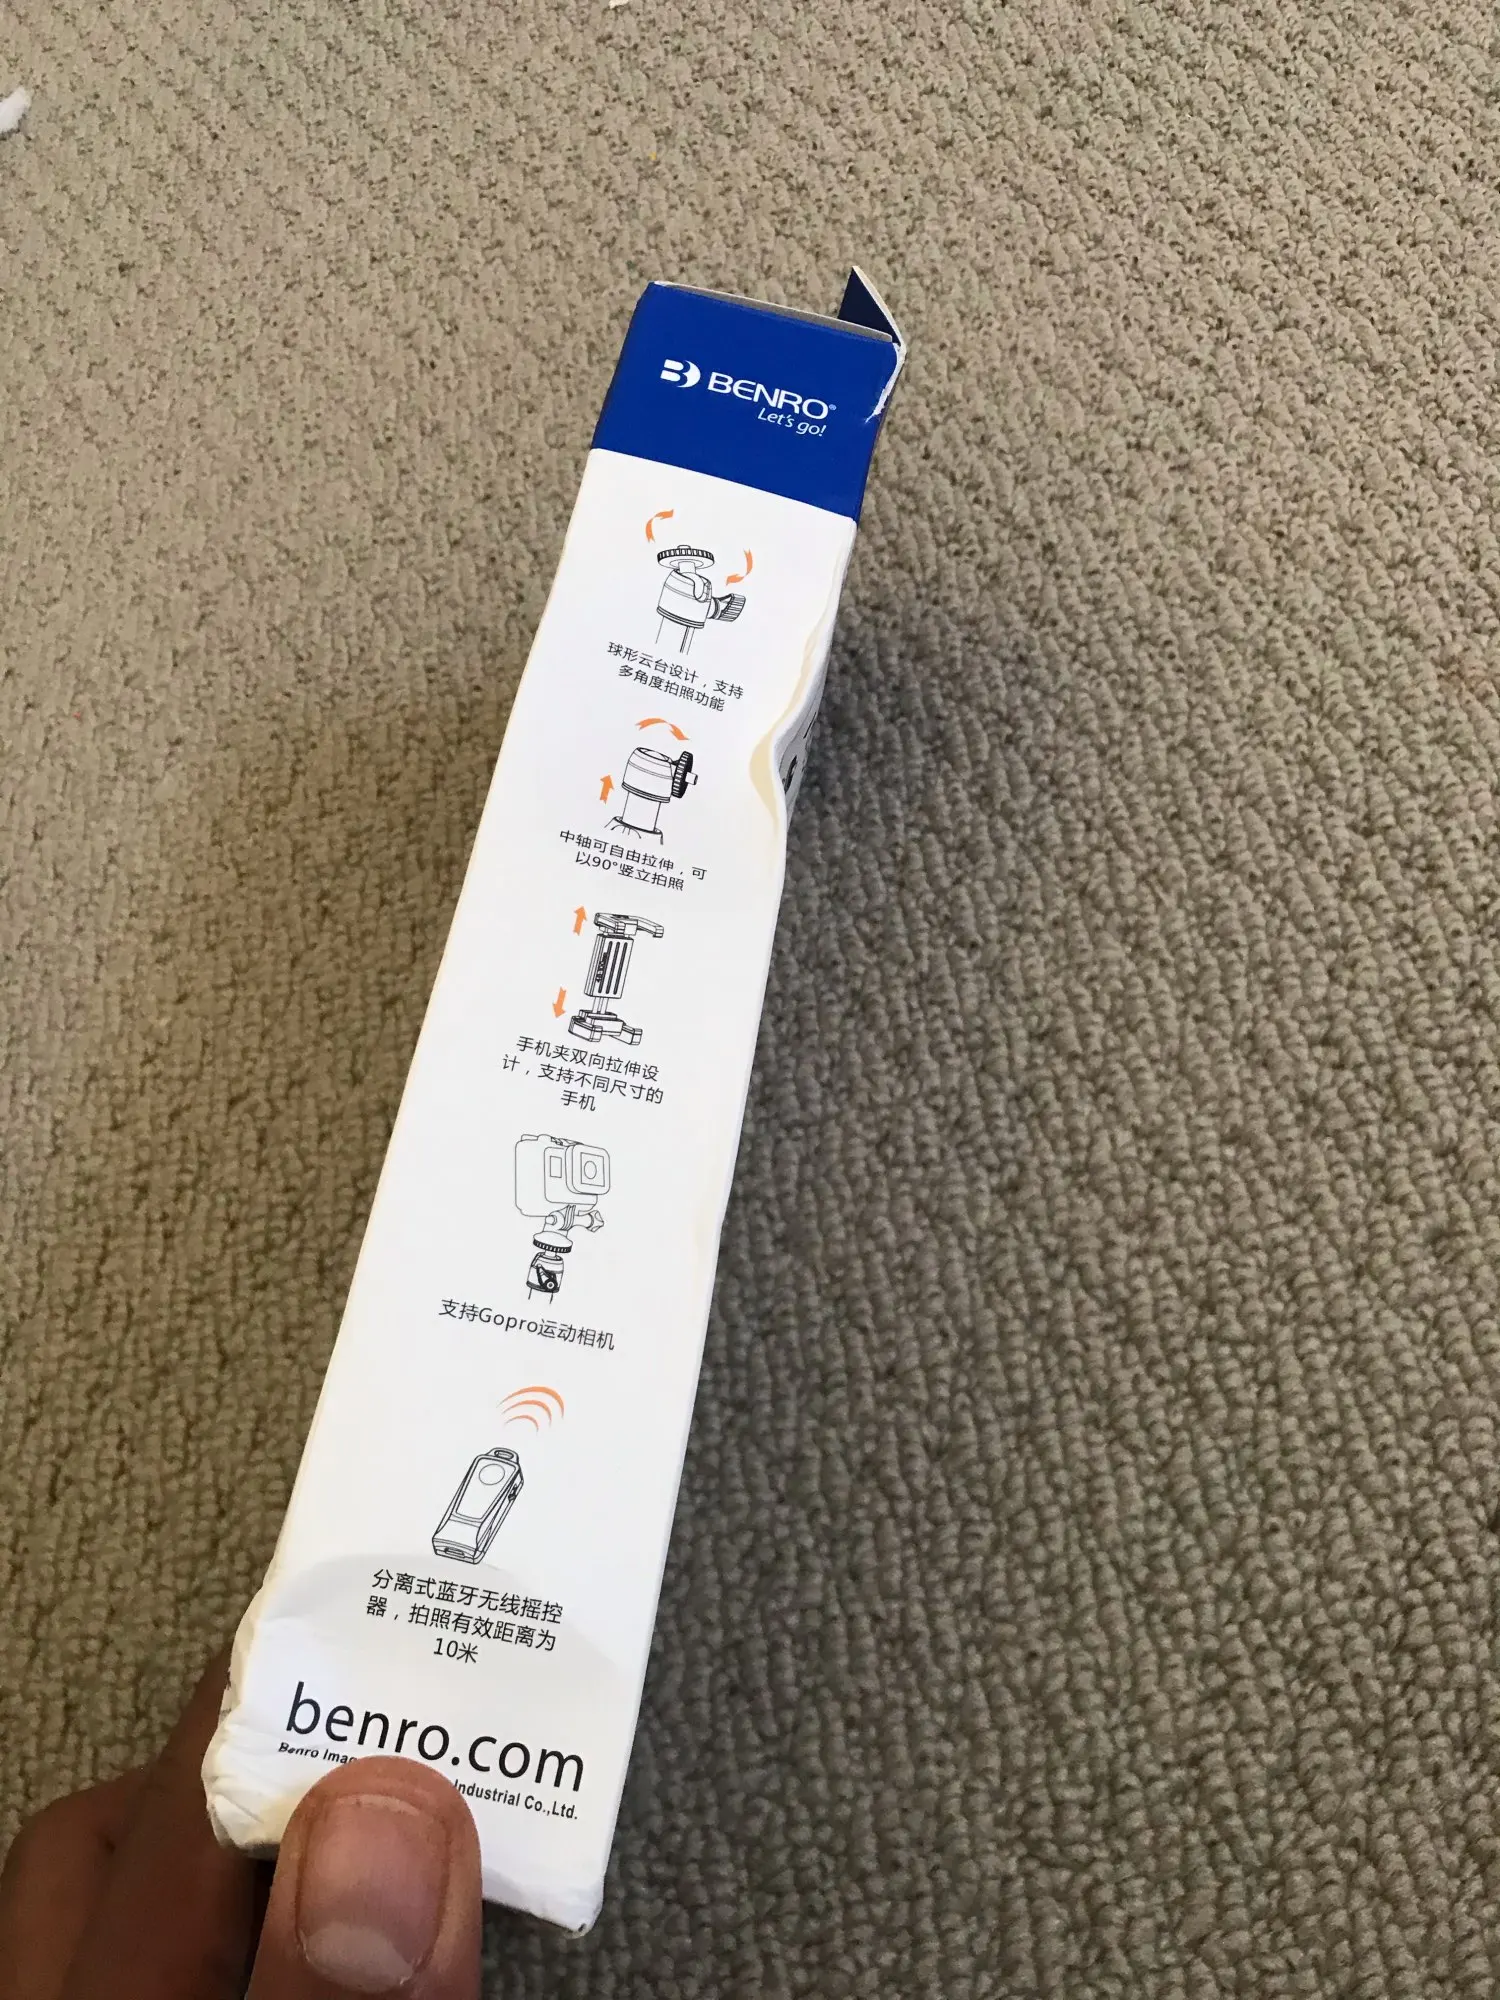 BENRO®
Let's go!
球形云台设计，支持
多角度拍照功能
中轴可自由拉伸，可
以90°竖立拍照
手机夹双向拉伸设
计，支持不同尺寸的
手机
支持Gopro运动相机
分离式蓝牙无线摇控
器，拍照有效距离为
10米
benro.com
Benro Industrial Co.,Ltd.